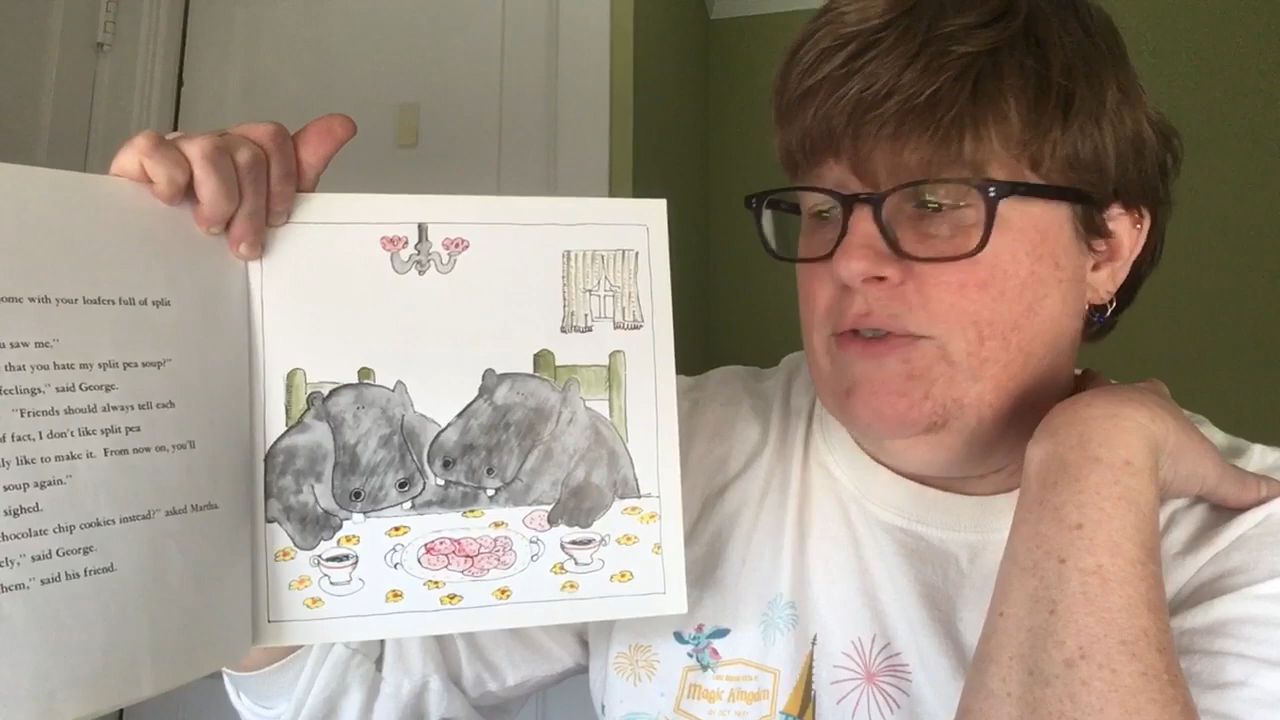 ome with your loafers full of split
u saw me."
that you hate my split pea soup?"
feelings," said George.
"Friends should always tell each
of fact, I don't like split pea
ly like to make it. From now on, you'll
soup again."
sighed.
chocolate chip cookies instead?" asked Martha.
ely," said George.
hem," said his friend.
Magic Kingdom